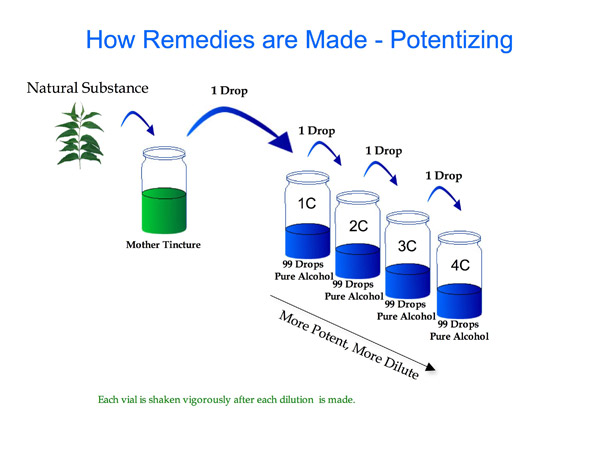 How Remedies are Made - Potentizing
Natural Substance
1 Drop
1 Drop
1 Drop
1 Drop
Mother Tincture
1C
2C
3C
4C
99 Drops
Pure Alcohol
99 Drops
Pure Alcohol
99 Drops
Pure Alcohol
99 Drops
Pure Alcohol
More Potent, More Dilute
Each vial is shaken vigorously after each dilution is made.